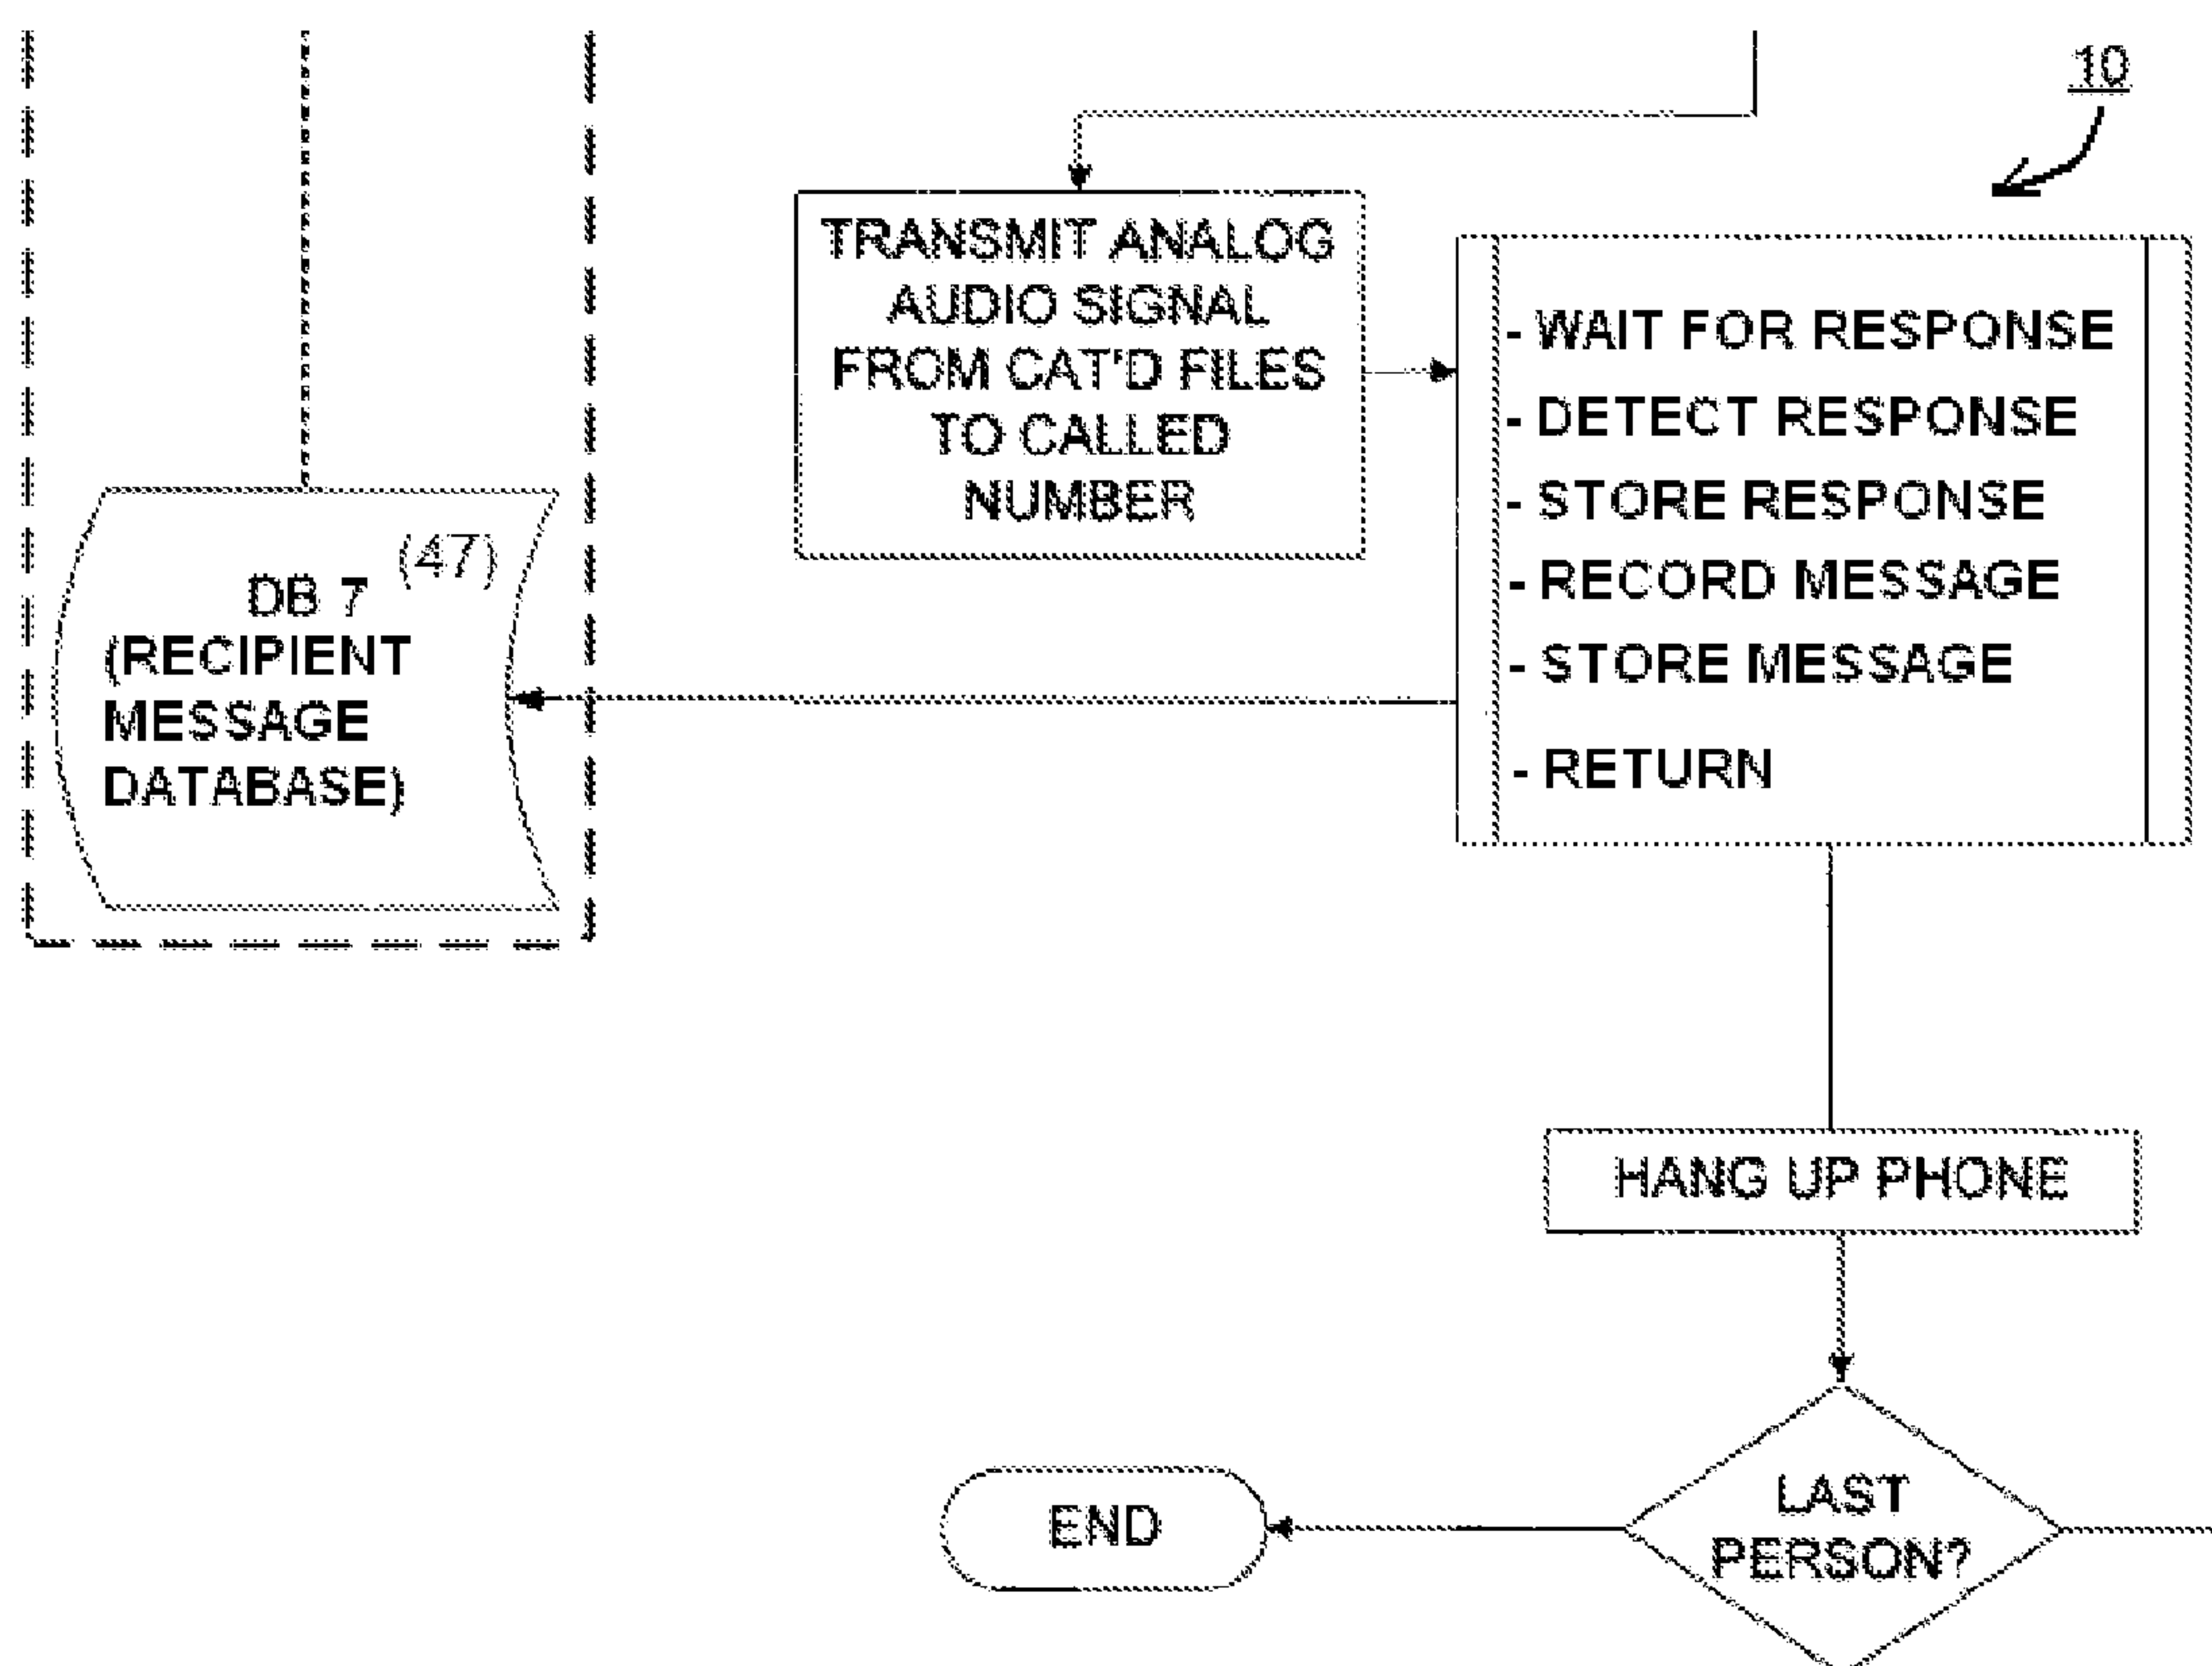 10
TRANSMIT ANALOG
AUDIO SIGNAL
FROM CAT'D FILES
TO CALLED
NUMBER
- WAIT FOR RESPONSE
- DETECT RESPONSE
- STORE RESPONSE
- RECORD MESSAGE
- STORE MESSAGE
- RETURN
(47)
DB 7
(RECIPIENT
MESSAGE
DATABASE)
HANG UP PHONE
LAST
PERSON?
END